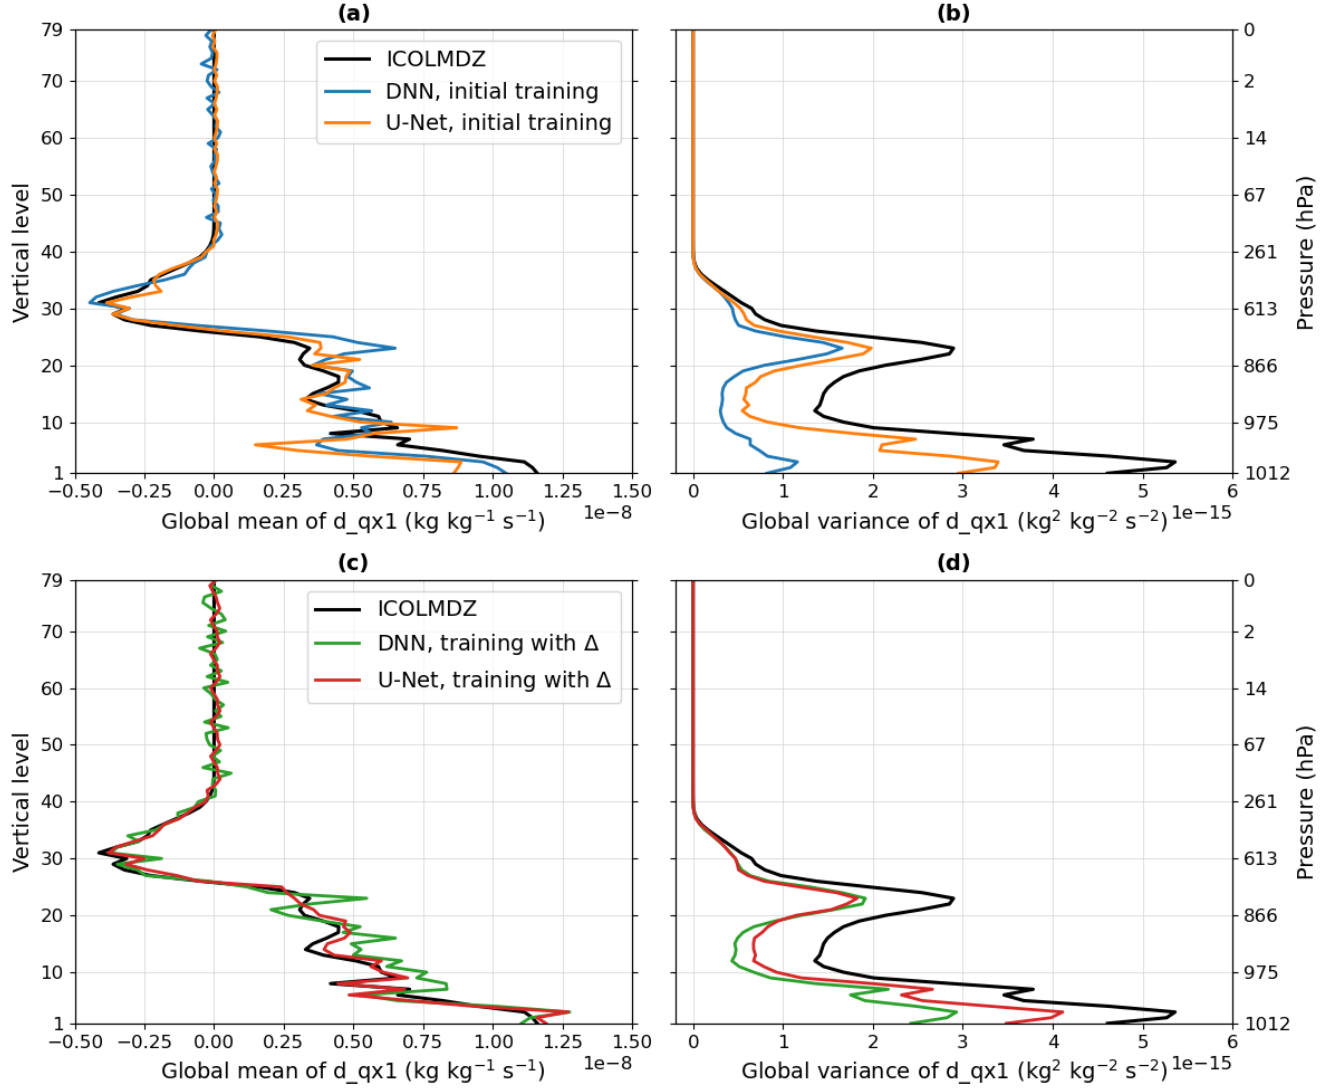 (a)
(b)
79
70
60
50
40
30
20
10
1
Vertical level
ICOLMDZ
DNN, initial training
U-Net, initial training
−0.50 −0.25 0.00 0.25 0.50 0.75 1.00 1.25 1.50
1e−8
Global mean of d_qx1 (kg kg⁻¹ s⁻¹)
0
2
14
67
261
613
866
975
1012
Pressure (hPa)
0 1 2 3 4 5 6
1e−15
Global variance of d_qx1 (kg² kg⁻² s⁻²)
(c)
(d)
79
70
60
50
40
30
20
10
1
Vertical level
ICOLMDZ
DNN, training with Δ
U-Net, training with Δ
−0.50 −0.25 0.00 0.25 0.50 0.75 1.00 1.25 1.50
1e−8
Global mean of d_qx1 (kg kg⁻¹ s⁻¹)
0
2
14
67
261
613
866
975
1012
Pressure (hPa)
0 1 2 3 4 5 6
1e−15
Global variance of d_qx1 (kg² kg⁻² s⁻²)